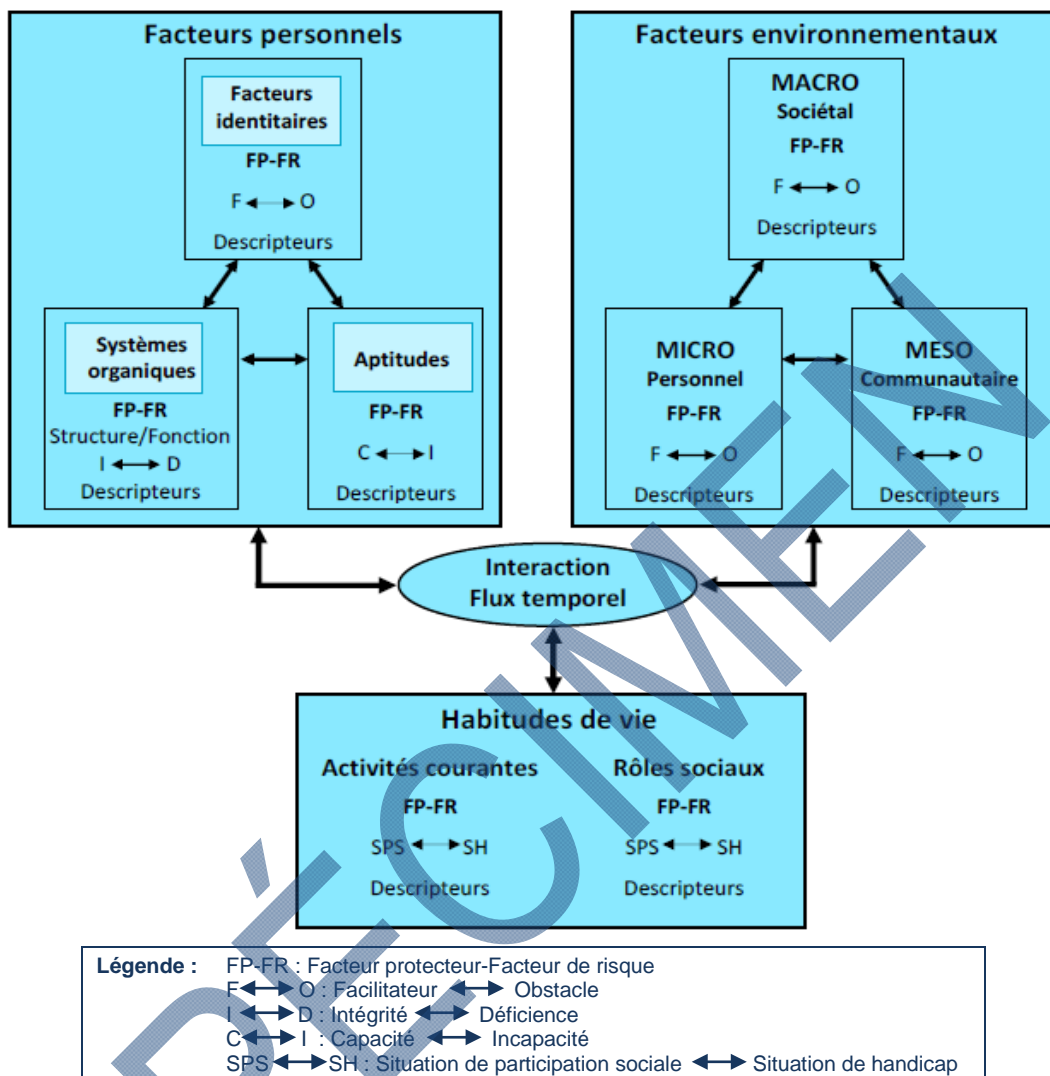 Facteurs personnels
Facteurs
identitaires
FP-FR
F ↔ O
Descripteurs
Systèmes
organiques
FP-FR
Structure/Fonction
I ↔ D
Descripteurs
Aptitudes
FP-FR
C ↔ I
Descripteurs
Facteurs environnementaux
MACRO
Sociétal
FP-FR
F ↔ O
Descripteurs
MICRO
Personnel
FP-FR
F ↔ O
Descripteurs
MESO
Communautaire
FP-FR
F ↔ O
Descripteurs
Interaction
Flux temporel
Habitudes de vie
Activités courantes
FP-FR
SPS ↔ SH
Descripteurs
Rôles sociaux
FP-FR
SPS ↔ SH
Descripteurs
Légende : FP-FR : Facteur protecteur-Facteur de risque
F ↔ O : Facilitateur ↔ Obstacle
I ↔ D : Intégrité ↔ Déficience
C ↔ I : Capacité ↔ Incapacité
SPS ↔ SH : Situation de participation sociale ↔ Situation de handicap
PÉCIMEN